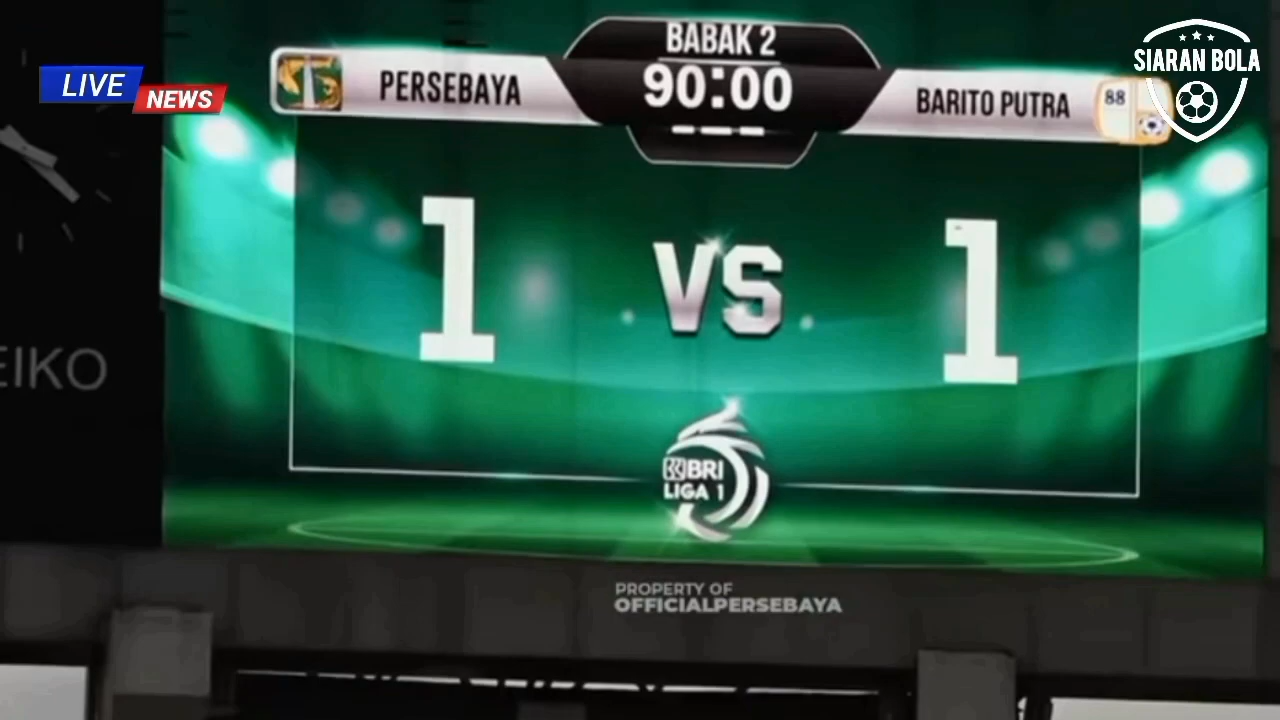 LIVE
NEWS
SIARAN BOLA
BABAK 2
PERSEBAYA
90:00
BARITO PUTRA
88
1
VS
1
EIKO
BRI
LIGA 1
PROPERTY OF
OFFICIALPERSEBAYA